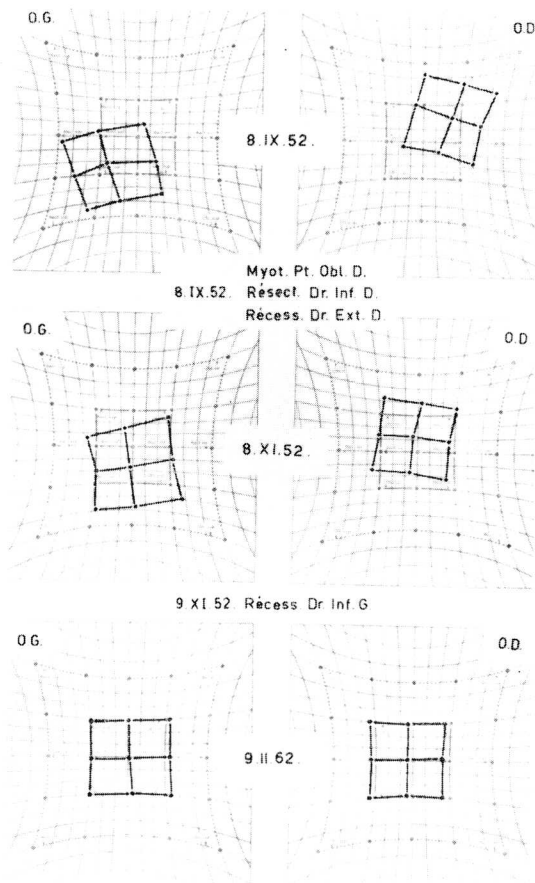 O.G.
O.D
8.IX.52.
Myot. Pt. Obl. D.
8.IX.52. Résect. Dr. Inf. D.
Récess. Dr. Ext. D.
O.G.
O.D
8.XI.52.
9.XI.52. Récess Dr. Inf. G
O.G.
O.D.
9.II 62.